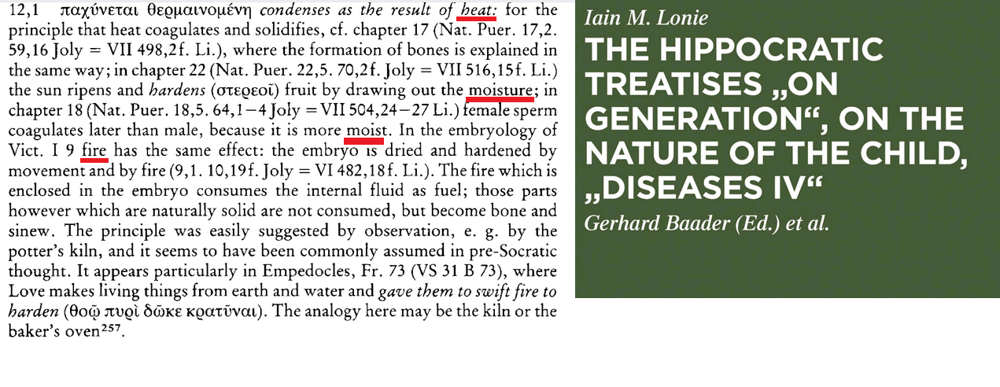 12,1 παχύνεται θερμαινομένη condenses as the result of heat: for the
principle that heat coagulates and solidifies, cf. chapter 17 (Nat. Puer. 17,2.
59,16 Joly = VII 498,2f. Li.), where the formation of bones is explained in
the same way; in chapter 22 (Nat. Puer. 22,5. 70,2f. Joly = VII 516,15f. Li.)
the sun ripens and hardens (στερεοῖ) fruit by drawing out the moisture; in
chapter 18 (Nat. Puer. 18,5. 64,1–4 Joly = VII 504,24–27 Li.) female sperm
coagulates later than male, because it is more moist. In the embryology of
Vict. I 9 fire has the same effect: the embryo is dried and hardened by
movement and by fire (9,1. 10,19f. Joly = VI 482,18f. Li.). The fire which is
enclosed in the embryo consumes the internal fluid as fuel; those parts
however which are naturally solid are not consumed, but become bone and
sinew. The principle was easily suggested by observation, e. g. by the
potter's kiln, and it seems to have been commonly assumed in pre-Socratic
thought. It appears particularly in Empedocles, Fr. 73 (VS 31 B 73), where
Love makes living things from earth and water and gave them to swift fire to
harden (θοῷ πυρὶ δῶκε κρατῦναι). The analogy here may be the kiln or the
baker's oven²⁵⁷.
Iain M. Lonie
THE HIPPOCRATIC
TREATISES „ON
GENERATION“, ON THE
NATURE OF THE CHILD,
„DISEASES IV“
Gerhard Baader (Ed.) et al.